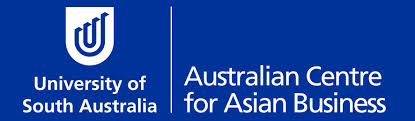 University of
South Australia
Australian Centre
for Asian Business